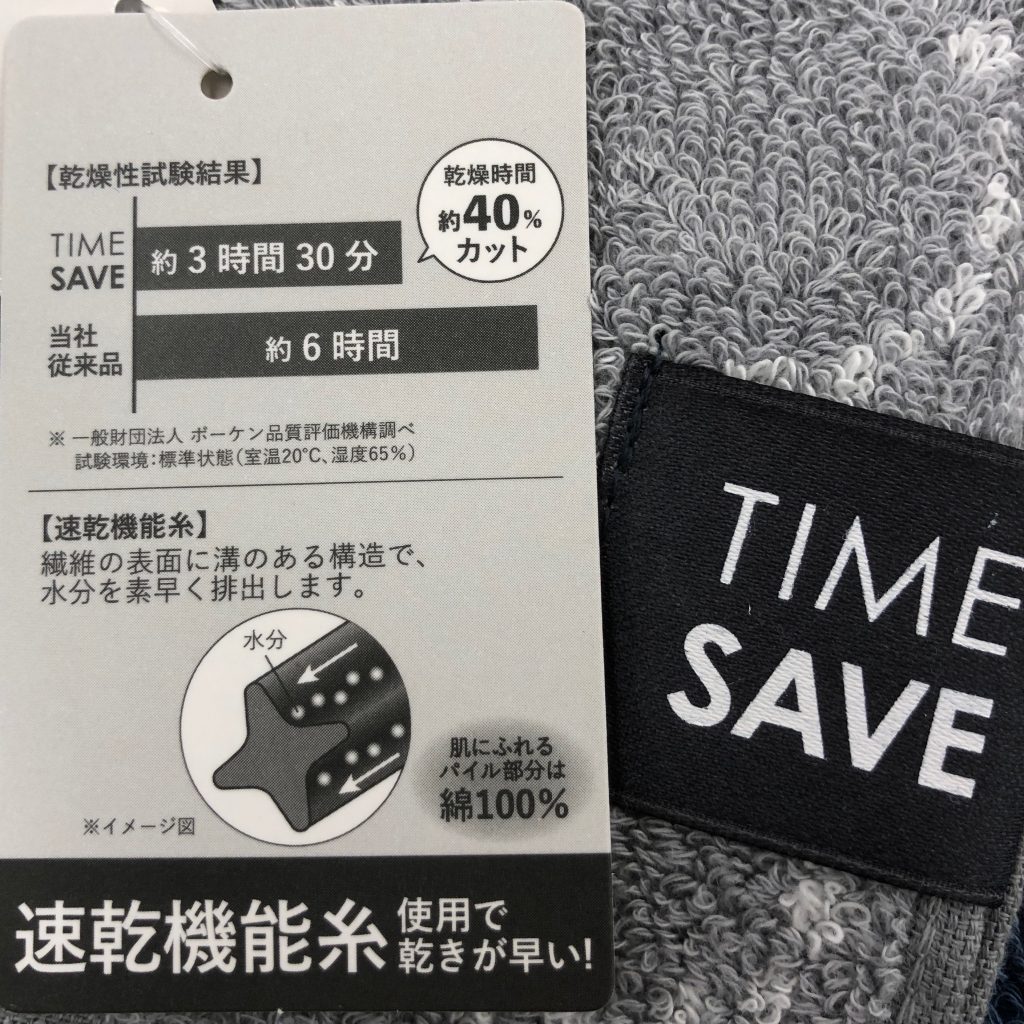 【乾燥性試験結果】
乾燥時間
約40%
カット
TIME
SAVE
約 3 時間 30 分
当社
従来品
約 6 時間
※ 一般財団法人 ボーケン品質評価機構調べ
試験環境：標準状態（室温20℃、湿度65%）
【速乾機能糸】
繊維の表面に溝のある構造で、
水分を素早く排出します。
水分
※イメージ図
肌にふれる
パイル部分は
綿100%
速乾機能糸 使用で
乾きが早い!
TIME
SAVE